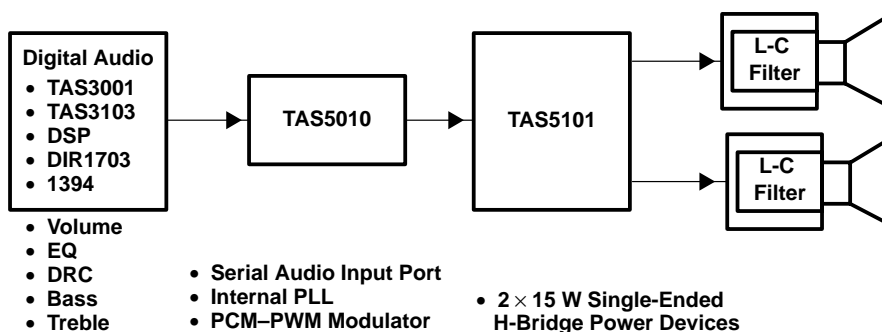 Digital Audio
• TAS3001
• TAS3103
• DSP
• DIR1703
• 1394
TAS5010
TAS5101
L-C
Filter
L-C
Filter
• Volume
• EQ
• DRC
• Bass
• Treble
• Serial Audio Input Port
• Internal PLL
• PCM–PWM Modulator
• 2 × 15 W Single-Ended
H-Bridge Power Devices